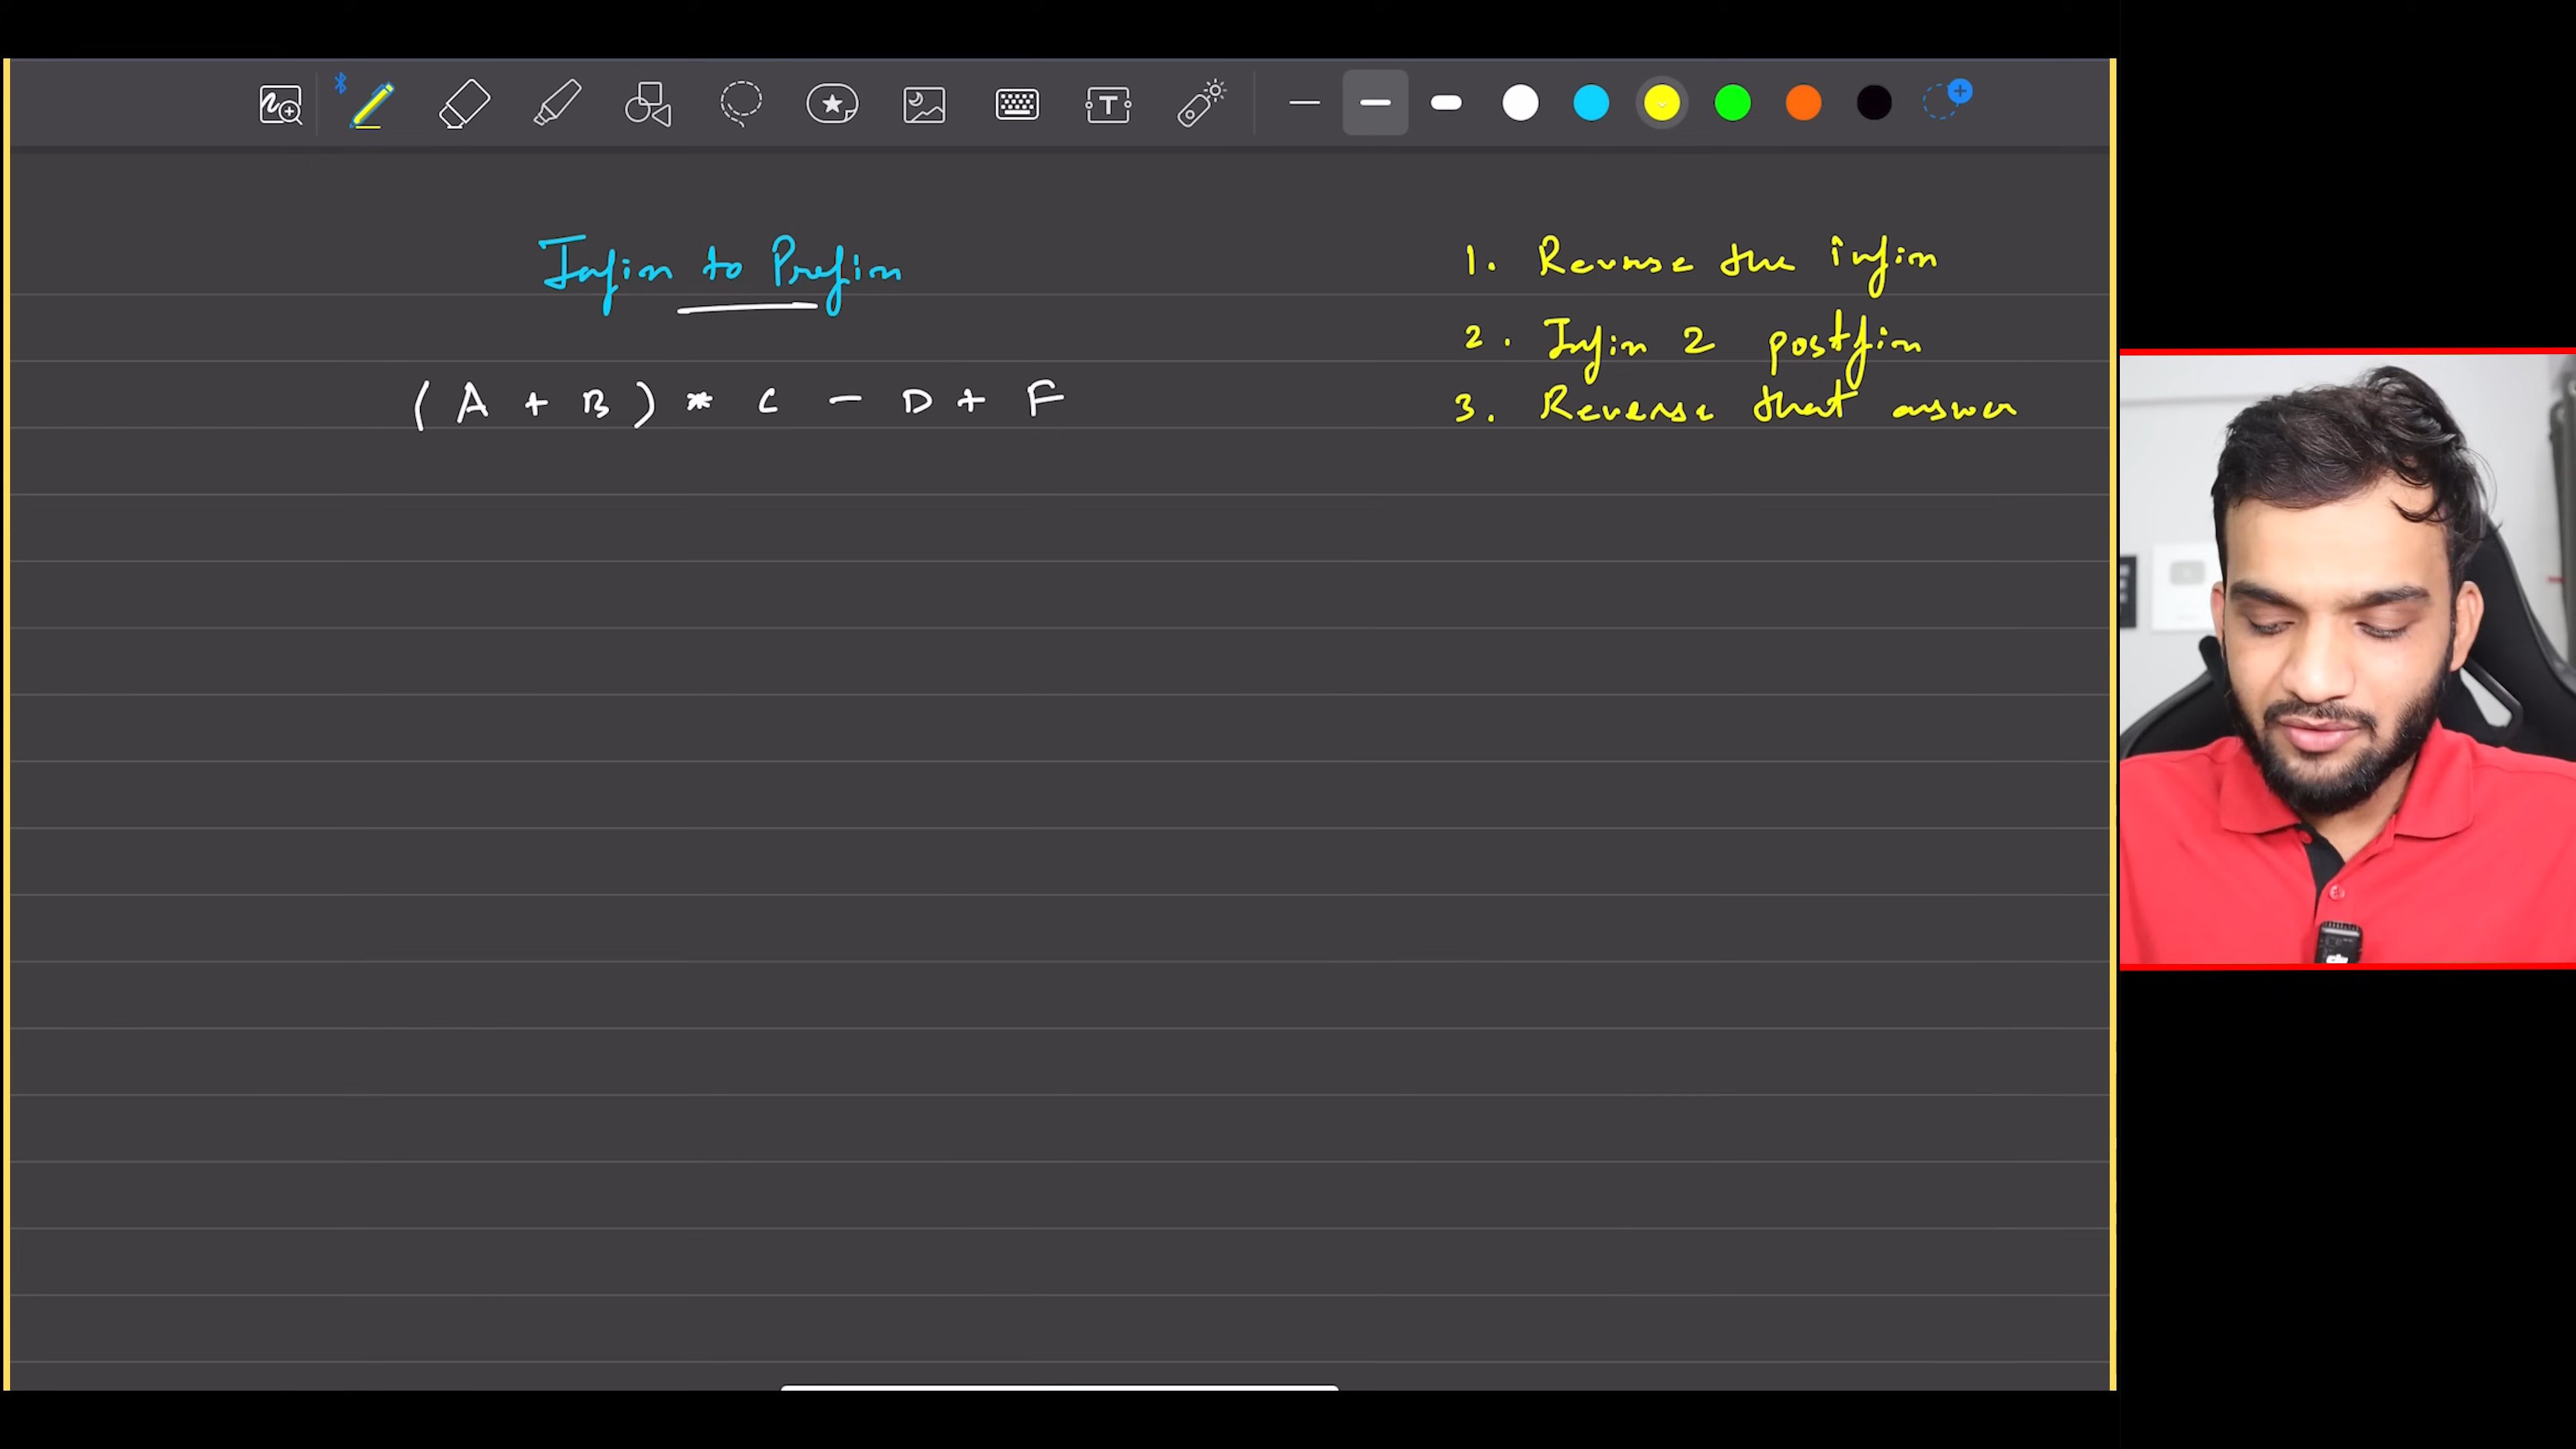 Infix to Prefix
(A + B) * C - D + F
1. Reverse the infix
2. Infix 2 postfix
3. Reverse that answer